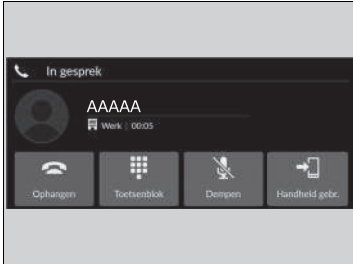 In gesprek
AAAAA
Werk | 00:05
Ophangen Toetsenblok Dempen Handheld gebr.